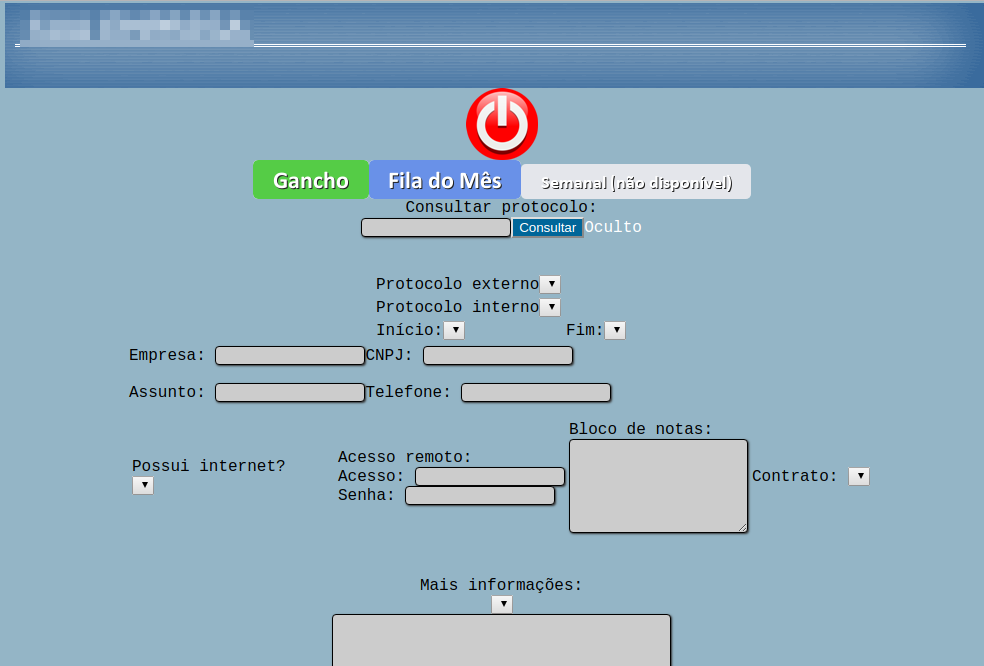 Gancho Fila do Mês Semanal (não disponível)
Consultar protocolo:
Consultar Oculto
Protocolo externo
Protocolo interno
Início: Fim:
Empresa: CNPJ:
Assunto: Telefone:
Bloco de notas:
Possui internet?
Acesso remoto:
Acesso:
Senha:
Contrato:
Mais informações: